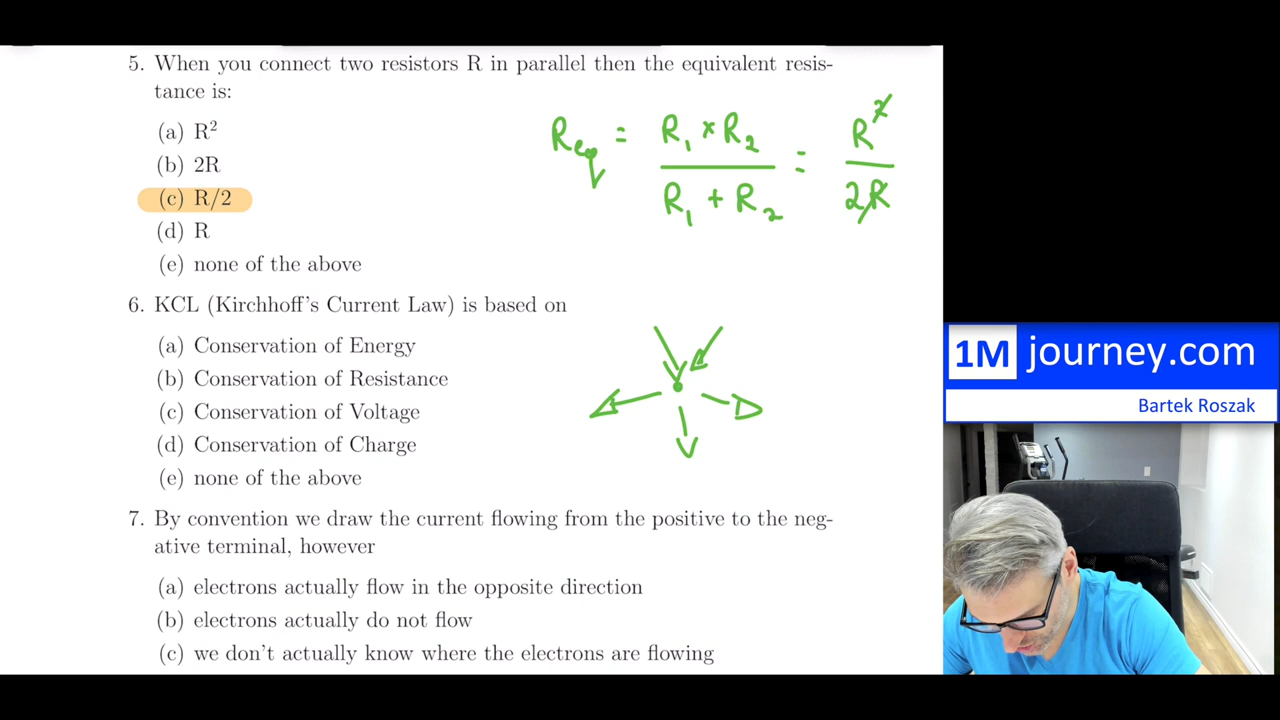 5. When you connect two resistors R in parallel then the equivalent resis-
tance is:
(a) R²
(b) 2R
(c) R/2
(d) R
(e) none of the above
R_eq = (R₁ × R₂)/(R₁ + R₂) = R²/2R
6. KCL (Kirchhoff's Current Law) is based on
(a) Conservation of Energy
(b) Conservation of Resistance
(c) Conservation of Voltage
(d) Conservation of Charge
(e) none of the above
7. By convention we draw the current flowing from the positive to the neg-
ative terminal, however
(a) electrons actually flow in the opposite direction
(b) electrons actually do not flow
(c) we don't actually know where the electrons are flowing
1M journey.com
Bartek Roszak